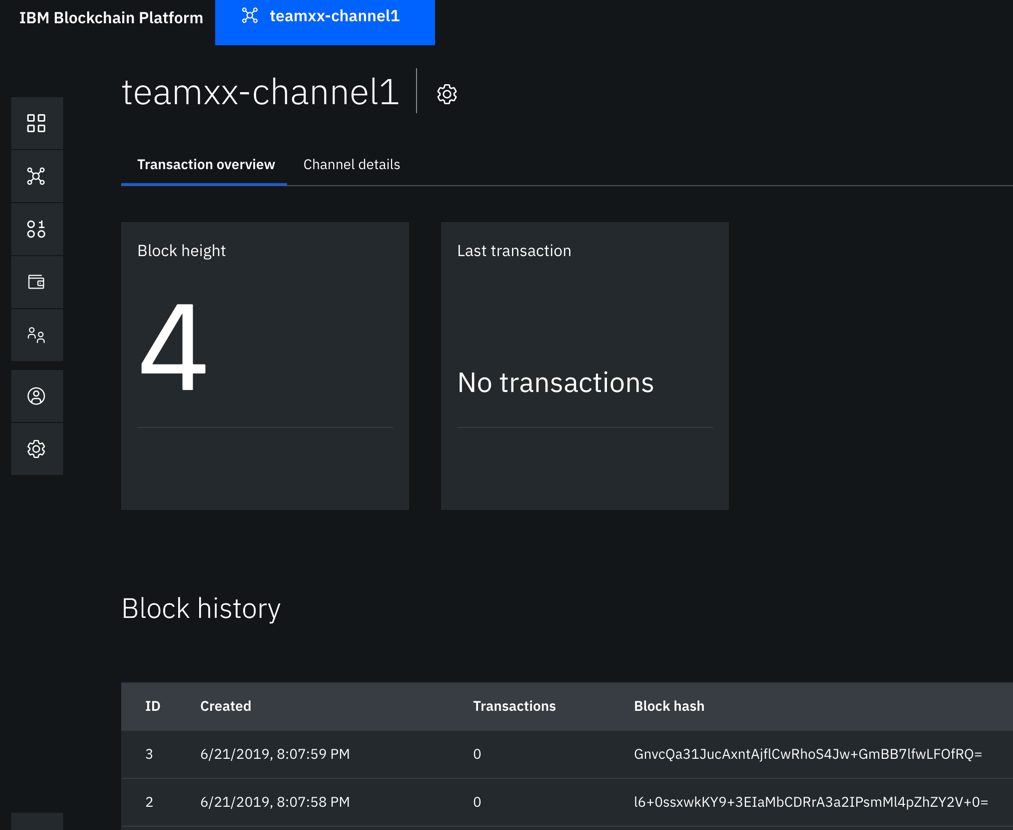 IBM Blockchain Platform
teamxx-channel1
teamxx-channel1
Transaction overview Channel details
Block height Last transaction
4
No transactions
Block history
ID Created Transactions Block hash
3 6/21/2019, 8:07:59 PM 0 GnvcQa31JucAxntAjflCwRhoS4Jw+GmBB7lfwLFOfRQ=
2 6/21/2019, 8:07:58 PM 0 l6+0ssxwkKY9+3EIaMbCDRrA3a2IPsmMl4pZhZY2V+0=